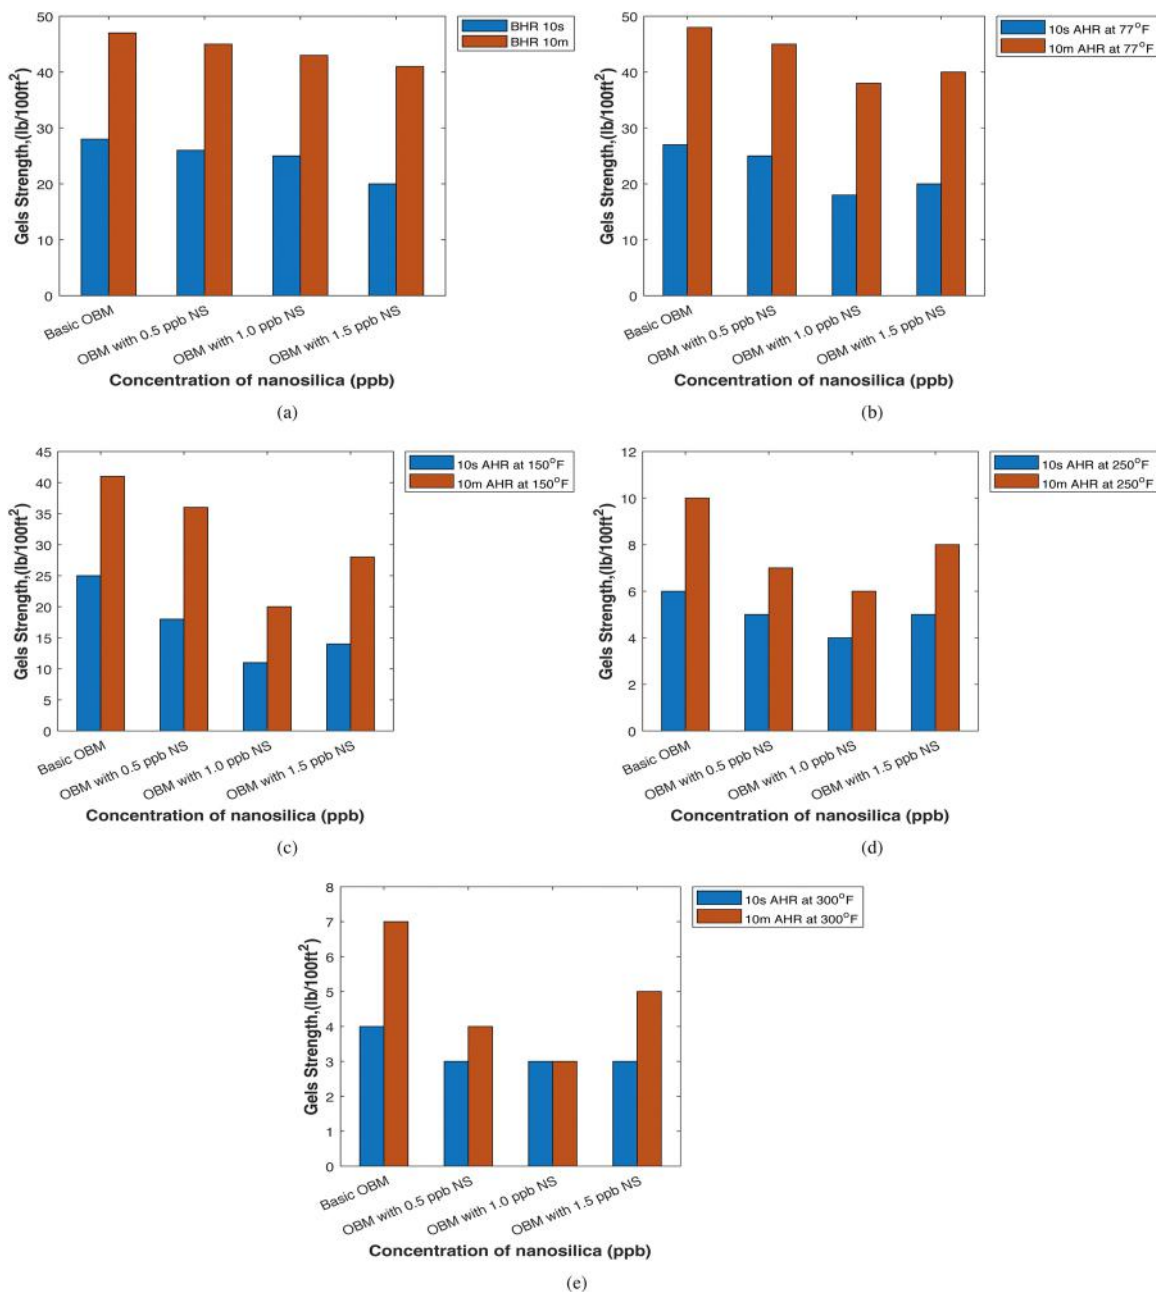 50
40
30
20
10
0
Gels Strength,(lb/100ft²)
Basic OBM
OBM with 0.5 ppb NS
OBM with 1.0 ppb NS
OBM with 1.5 ppb NS
Concentration of nanosilica (ppb)
BHR 10s
BHR 10m
(a)
50
40
30
20
10
0
Gels Strength,(lb/100ft²)
Basic OBM
OBM with 0.5 ppb NS
OBM with 1.0 ppb NS
OBM with 1.5 ppb NS
Concentration of nanosilica (ppb)
10s AHR at 77°F
10m AHR at 77°F
(b)
45
40
35
30
25
20
15
10
5
0
Gels Strength,(lb/100ft²)
Basic OBM
OBM with 0.5 ppb NS
OBM with 1.0 ppb NS
OBM with 1.5 ppb NS
Concentration of nanosilica (ppb)
10s AHR at 150°F
10m AHR at 150°F
(c)
12
10
8
6
4
2
0
Gels Strength,(lb/100ft²)
Basic OBM
OBM with 0.5 ppb NS
OBM with 1.0 ppb NS
OBM with 1.5 ppb NS
Concentration of nanosilica (ppb)
10s AHR at 250°F
10m AHR at 250°F
(d)
8
7
6
5
4
3
2
1
0
Gels Strength,(lb/100ft²)
Basic OBM
OBM with 0.5 ppb NS
OBM with 1.0 ppb NS
OBM with 1.5 ppb NS
Concentration of nanosilica (ppb)
10s AHR at 300°F
10m AHR at 300°F
(e)